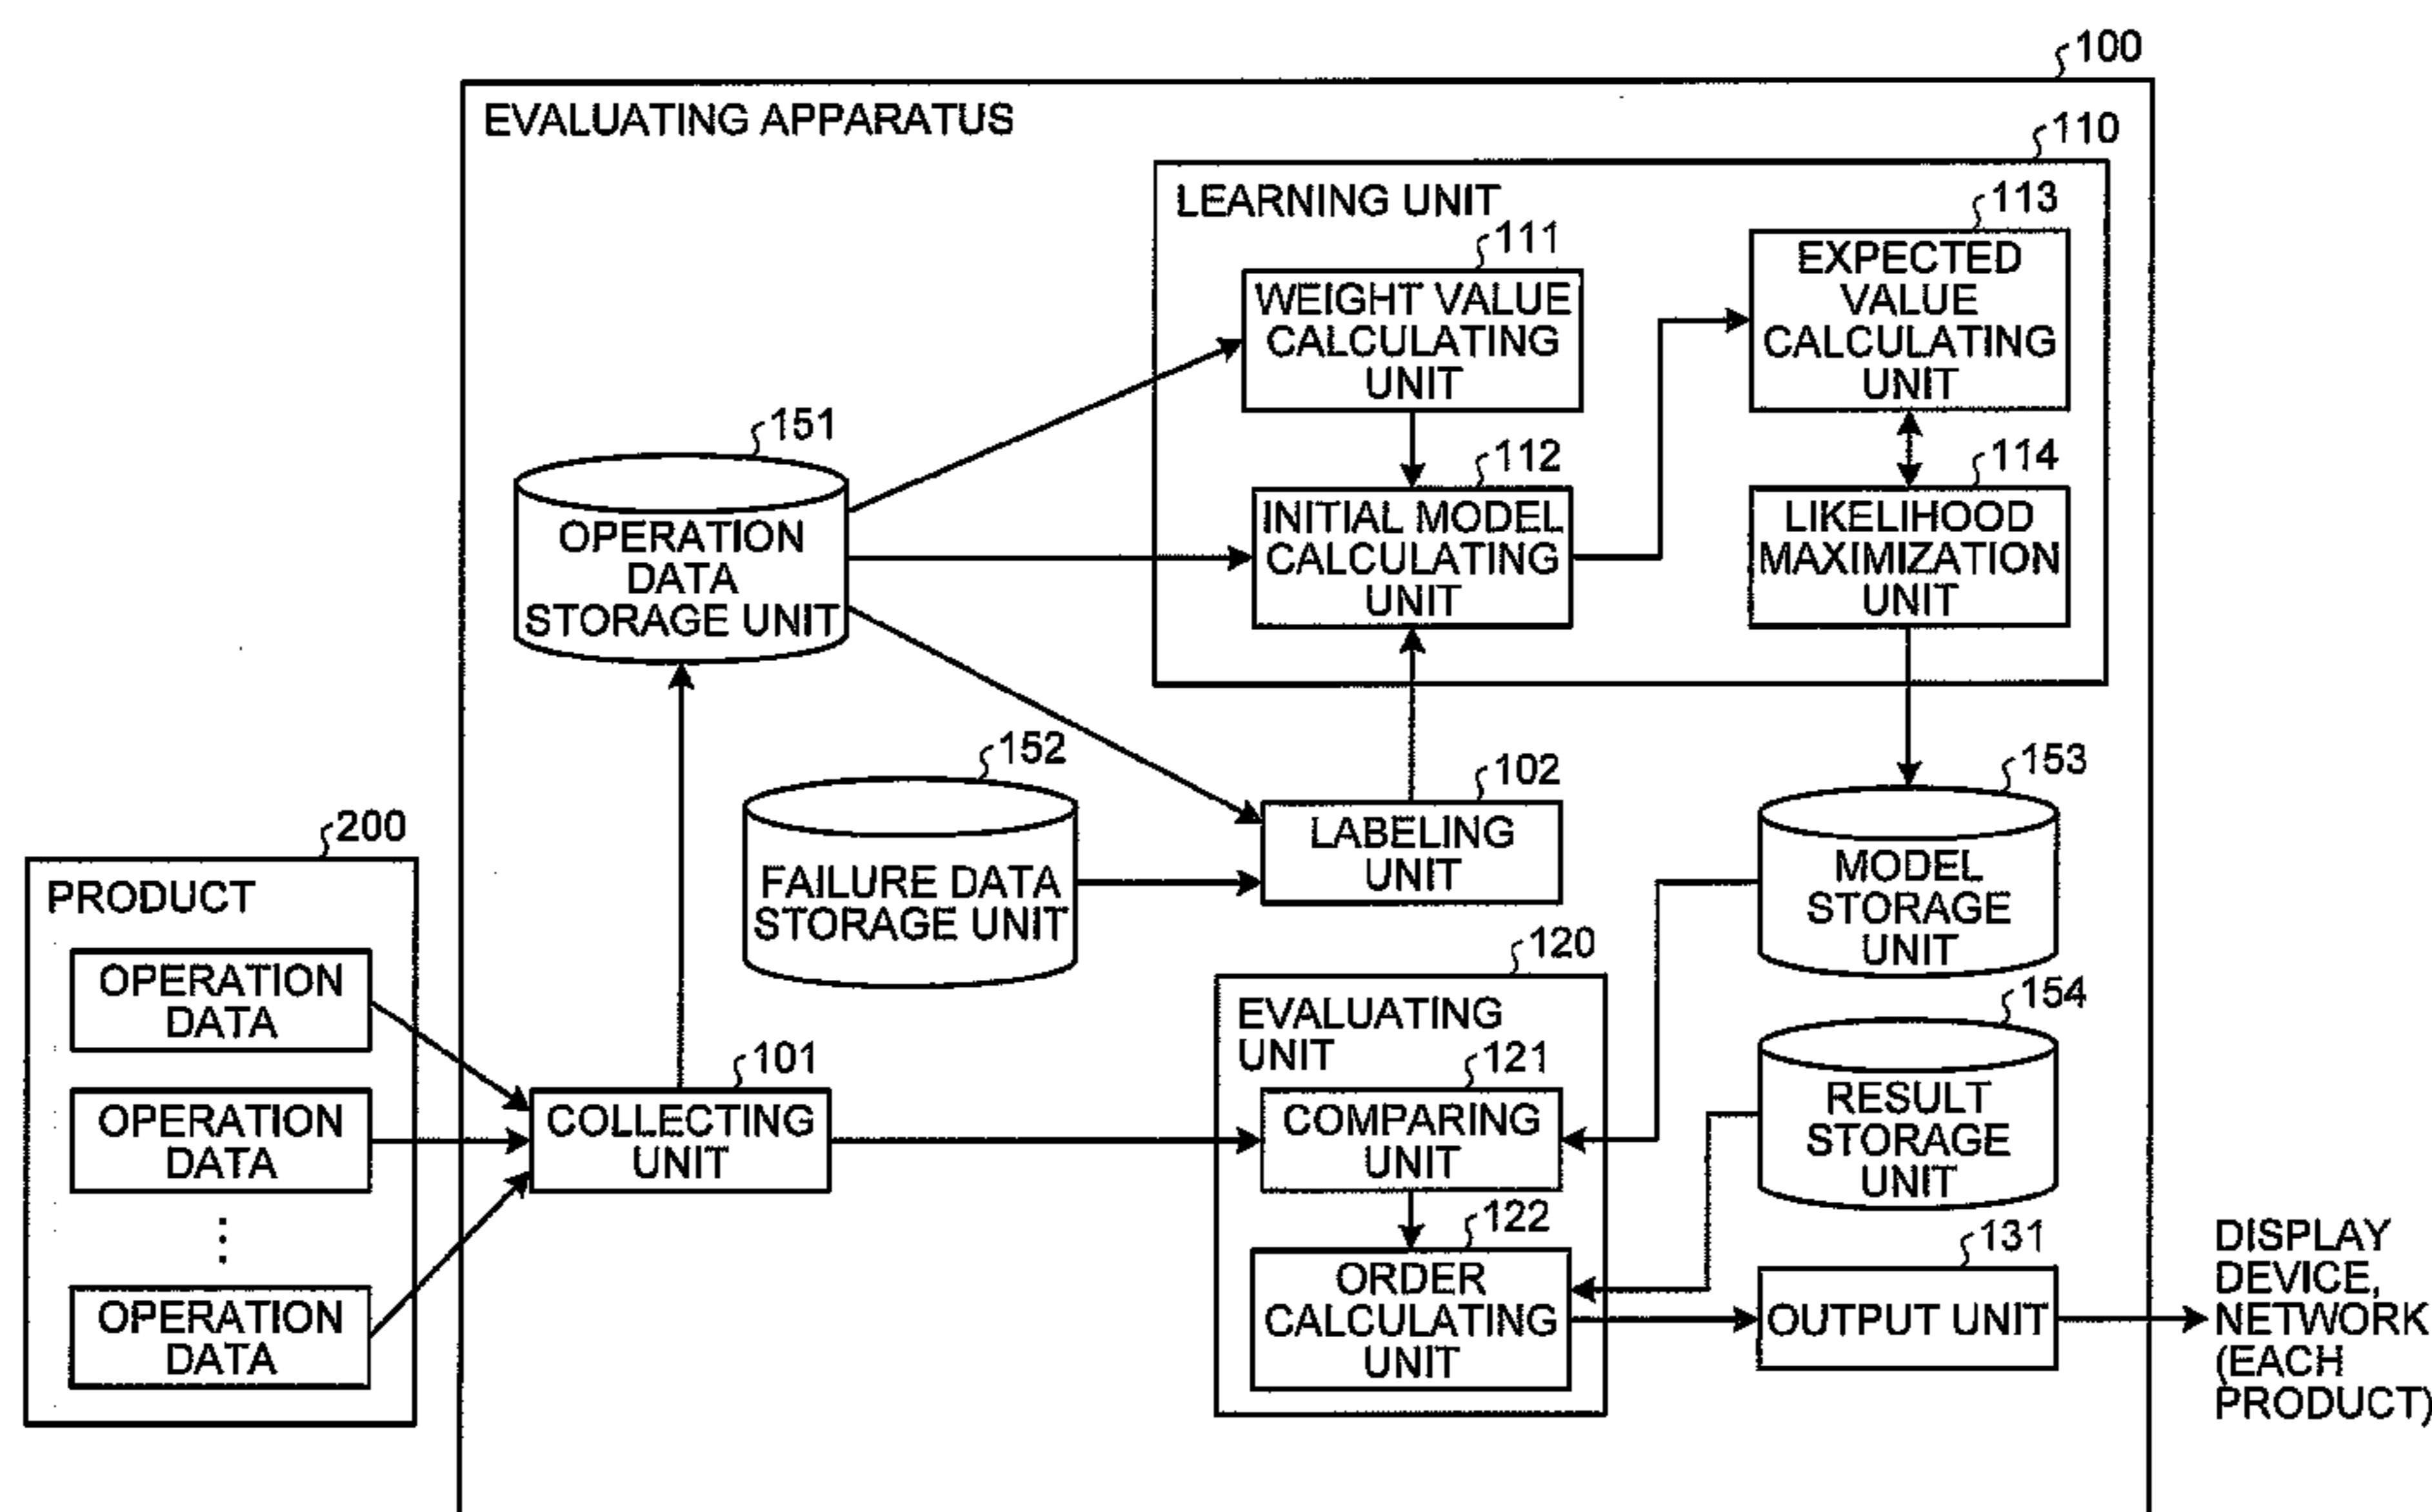 100
EVALUATING APPARATUS
110
LEARNING UNIT
111
WEIGHT VALUE
CALCULATING
UNIT
113
EXPECTED
VALUE
CALCULATING
UNIT
151
OPERATION
DATA
STORAGE UNIT
112
INITIAL MODEL
CALCULATING
UNIT
114
LIKELIHOOD
MAXIMIZATION
UNIT
152
FAILURE DATA
STORAGE UNIT
102
LABELING
UNIT
153
MODEL
STORAGE
UNIT
200
PRODUCT
OPERATION
DATA
OPERATION
DATA
⋮
OPERATION
DATA
101
COLLECTING
UNIT
120
EVALUATING
UNIT
121
COMPARING
UNIT
122
ORDER
CALCULATING
UNIT
154
RESULT
STORAGE
UNIT
131
OUTPUT UNIT
DISPLAY
DEVICE,
NETWORK
(EACH
PRODUCT)